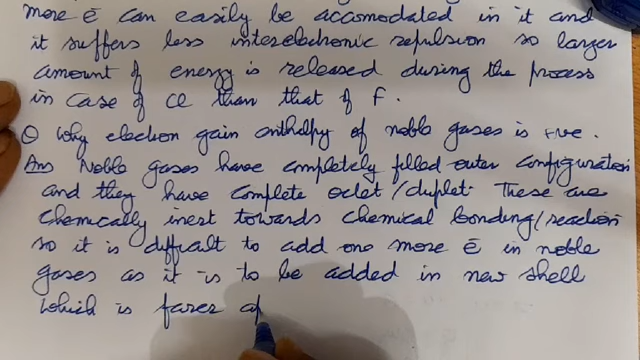 more ē can easily be accomodated in it and
it suffers less interelectronic repulsion so larger
amount of energy is released during the process
in case of Cl than that of F.
Q Why electron gain enthalpy of noble gases is +ve.
Ans Noble gases have completely filled outer configuration
and they have complete octet/duplet. These are
chemically inert towards chemical bonding/reaction
so it is difficult to add one more ē in noble
gases as it is to be added in new shell
which is farer